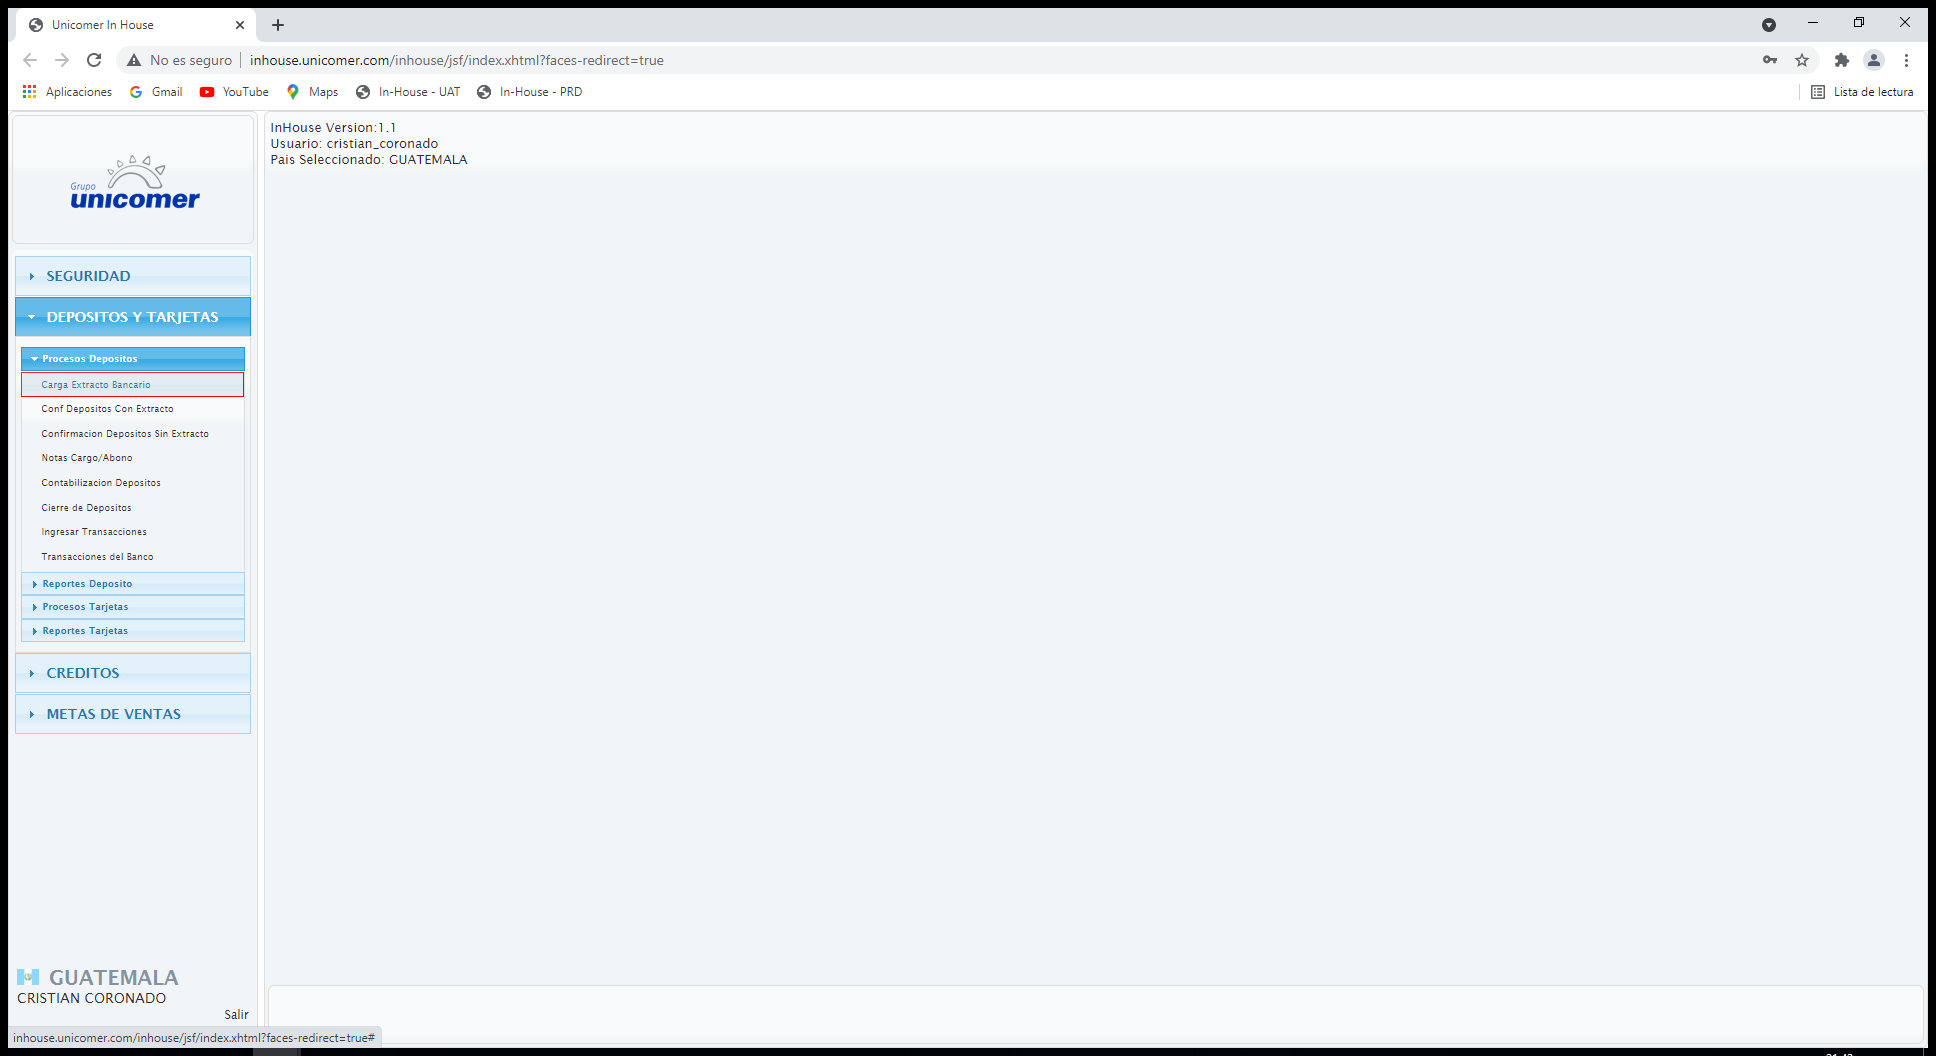 Unicomer In House
No es seguro | inhouse.unicomer.com/inhouse/jsf/index.xhtml?faces-redirect=true
Aplicaciones Gmail YouTube Maps In-House - UAT In-House - PRD Lista de lectura
Grupo
unicomer
InHouse Version:1.1
Usuario: cristian_coronado
Pais Seleccionado: GUATEMALA
SEGURIDAD
DEPOSITOS Y TARJETAS
Procesos Depositos
Carga Extracto Bancario
Conf Depositos Con Extracto
Confirmacion Depositos Sin Extracto
Notas Cargo/Abono
Contabilizacion Depositos
Cierre de Depositos
Ingresar Transacciones
Transacciones del Banco
Reportes Deposito
Procesos Tarjetas
Reportes Tarjetas
CREDITOS
METAS DE VENTAS
GUATEMALA
CRISTIAN CORONADO
Salir
inhouse.unicomer.com/inhouse/jsf/index.xhtml?faces-redirect=true#